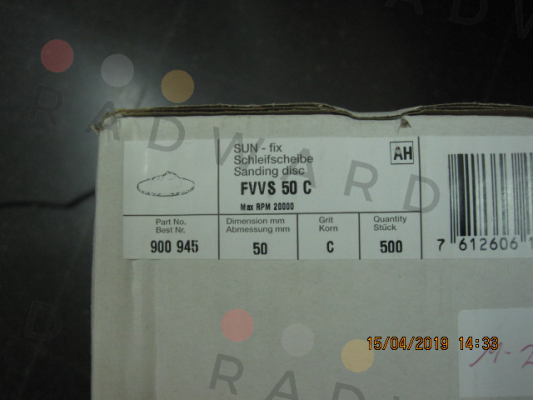 RADWARD
SUN - fix
Schleifscheibe
Sanding disc
AH
FVVS 50 C
Max RPM 20000
Part No.
Best Nr.
Dimension mm
Abmessung mm
Grit
Korn
Quantity
Stück
900 945
50
C
500
7 612606
15/04/2019 14:33
RADWARD